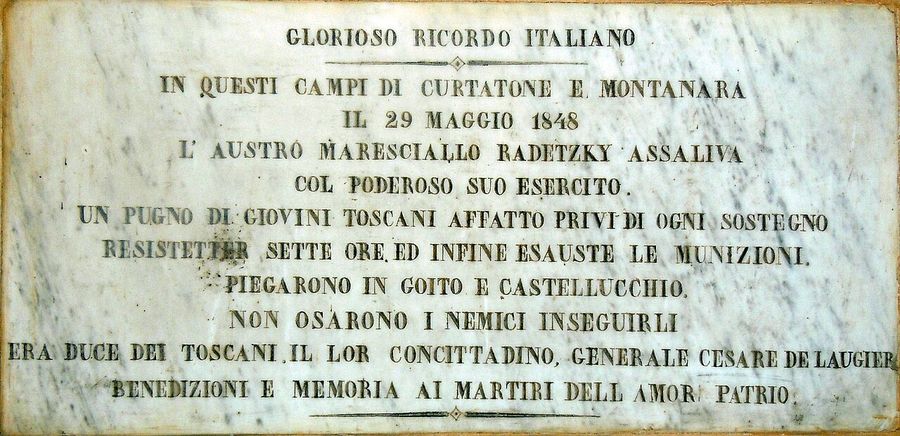 GLORIOSO RICORDO ITALIANO
IN QUESTI CAMPI DI CURTATONE E MONTANARA
IL 29 MAGGIO 1848
L' AUSTRO MARESCIALLO RADETZKY ASSALIVA
COL PODEROSO SUO ESERCITO.
UN PUGNO DI GIOVINI TOSCANI AFFATTO PRIVI DI OGNI SOSTEGNO
RESISTETTER SETTE ORE. ED INFINE ESAUSTE LE MUNIZIONI.
PIEGARONO IN GOITO E CASTELLUCCHIO.
NON OSARONO I NEMICI INSEGUIRLI
ERA DUCE DEI TOSCANI. IL LOR CONCITTADINO, GENERALE CESARE DE LAUGIER
BENEDIZIONI E MEMORIA AI MARTIRI DELL AMOR PATRIO.